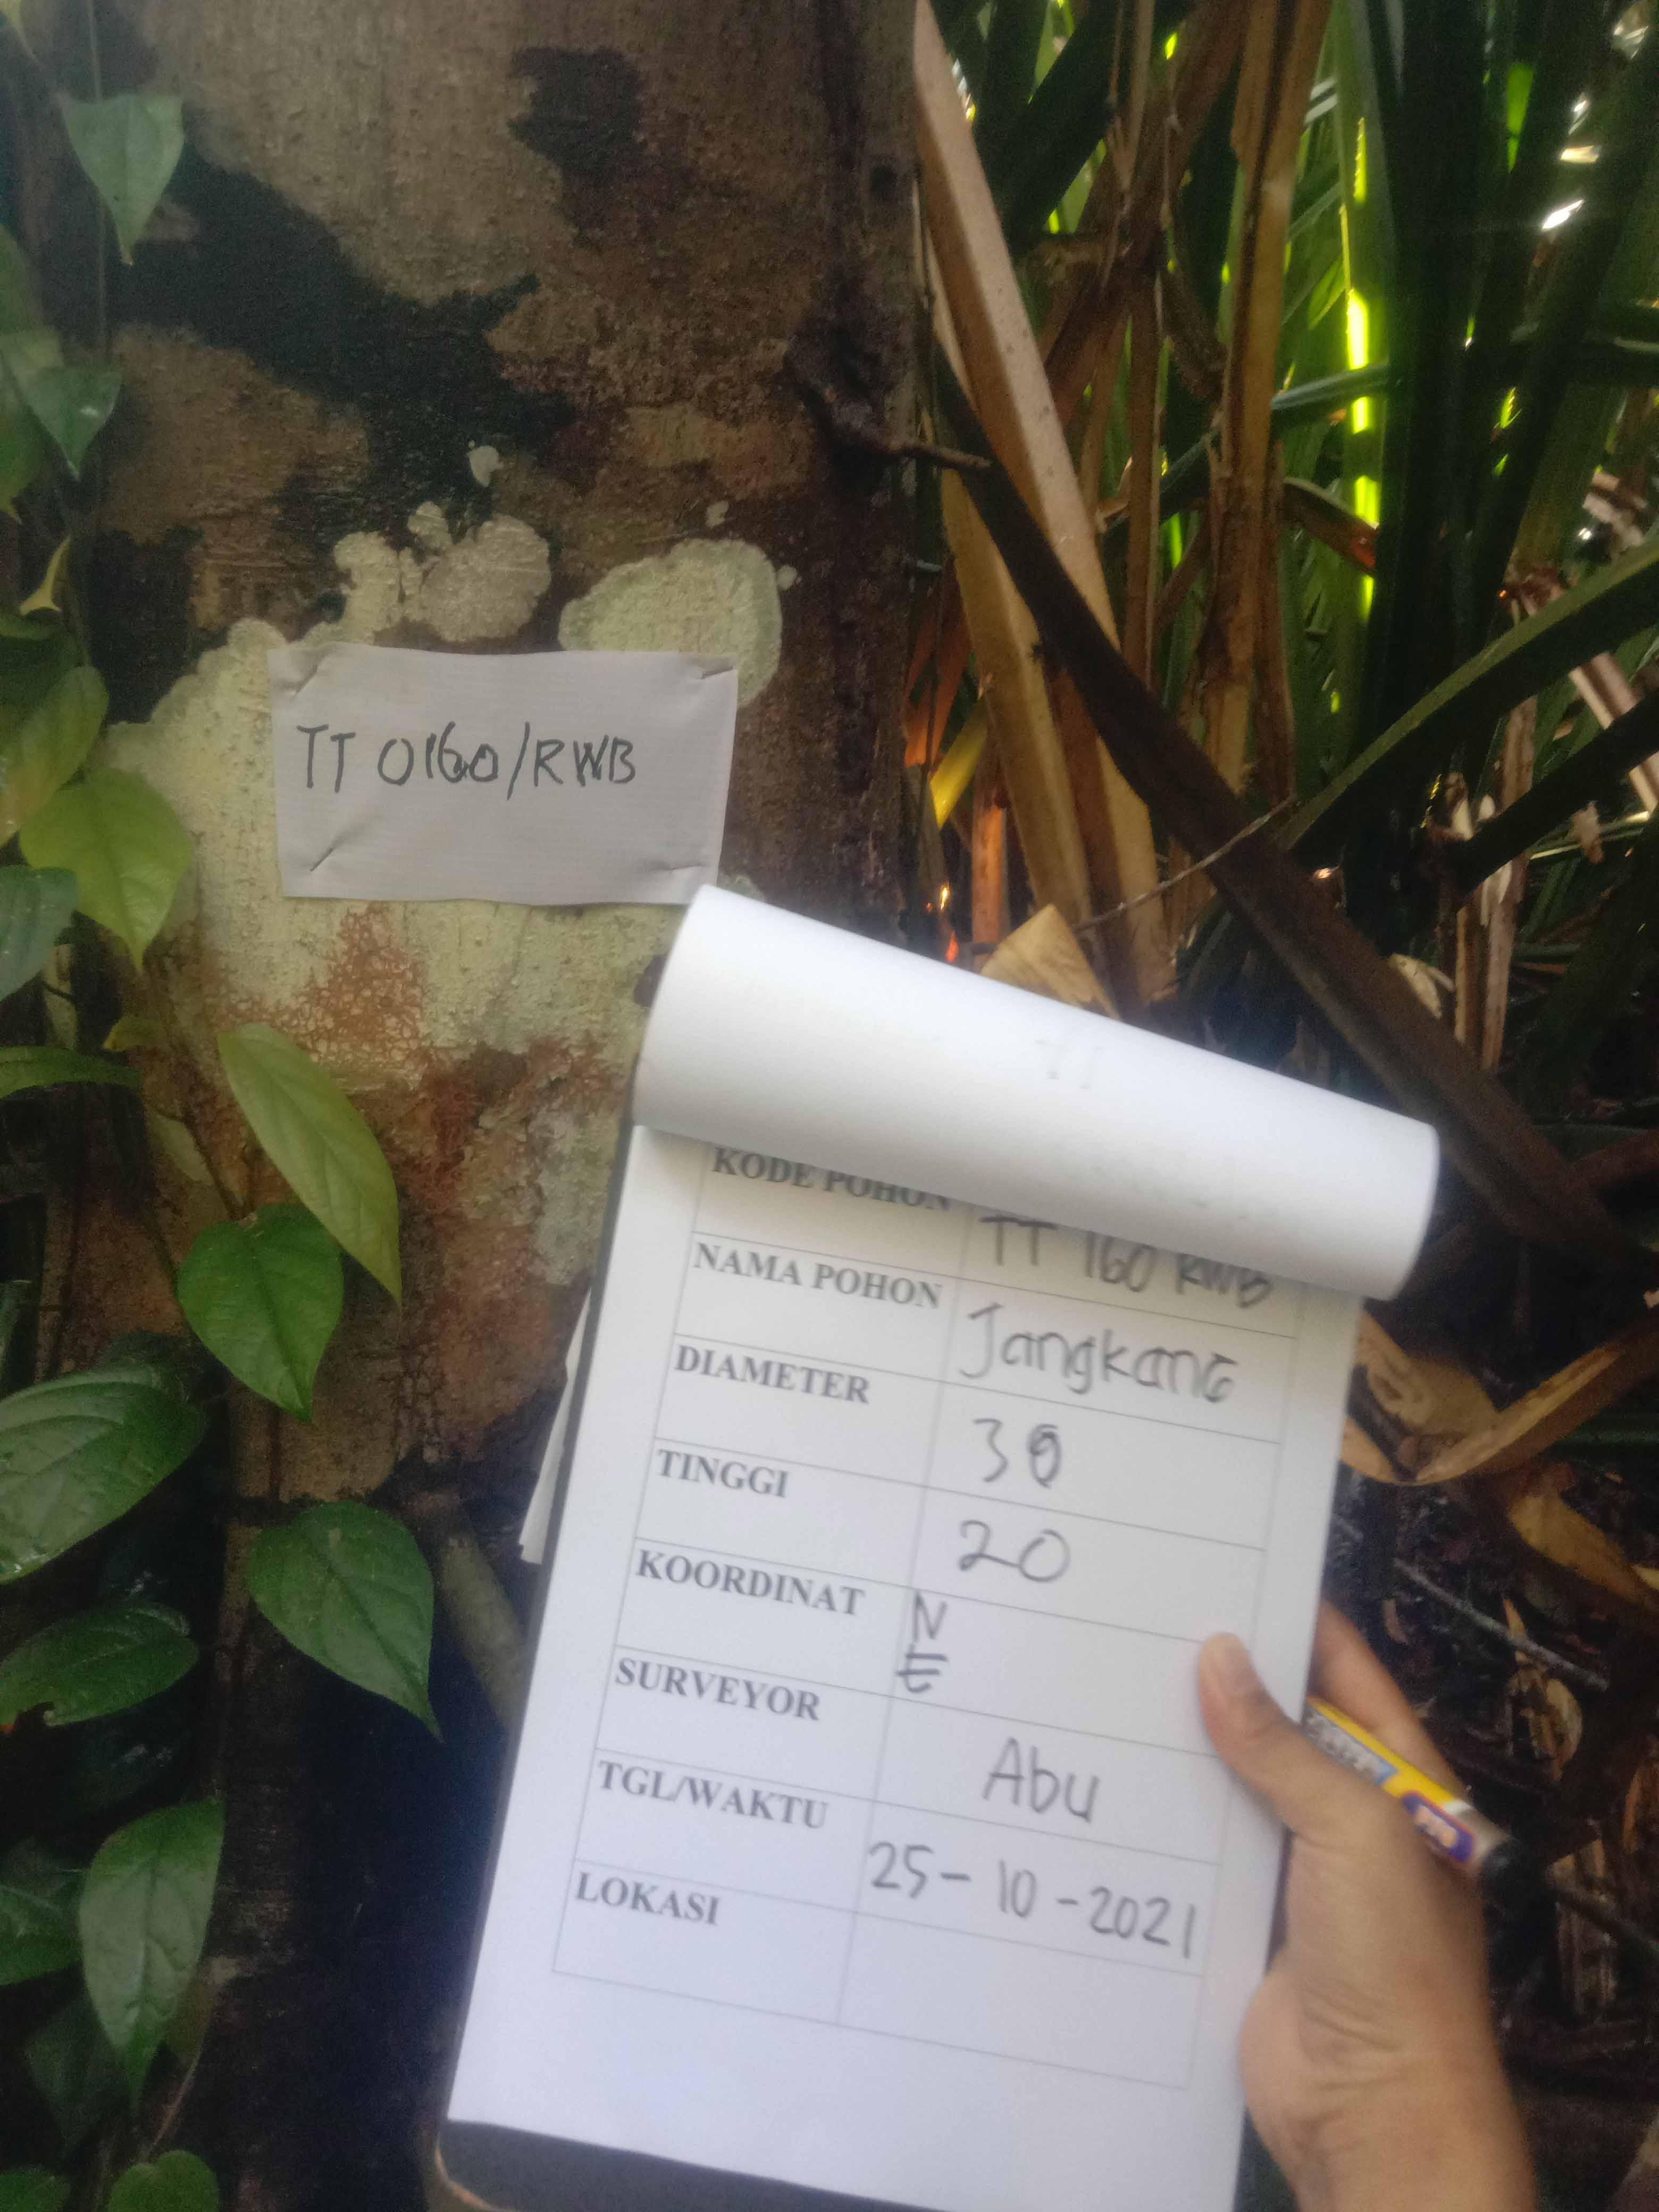 TT 0160/RWB
KODE POHON TT 160 RWB
NAMA POHON Jangkang
DIAMETER
TINGGI 20
KOORDINAT N
E
SURVEYOR Abu
TGL/WAKTU 25-10-2021
LOKASI